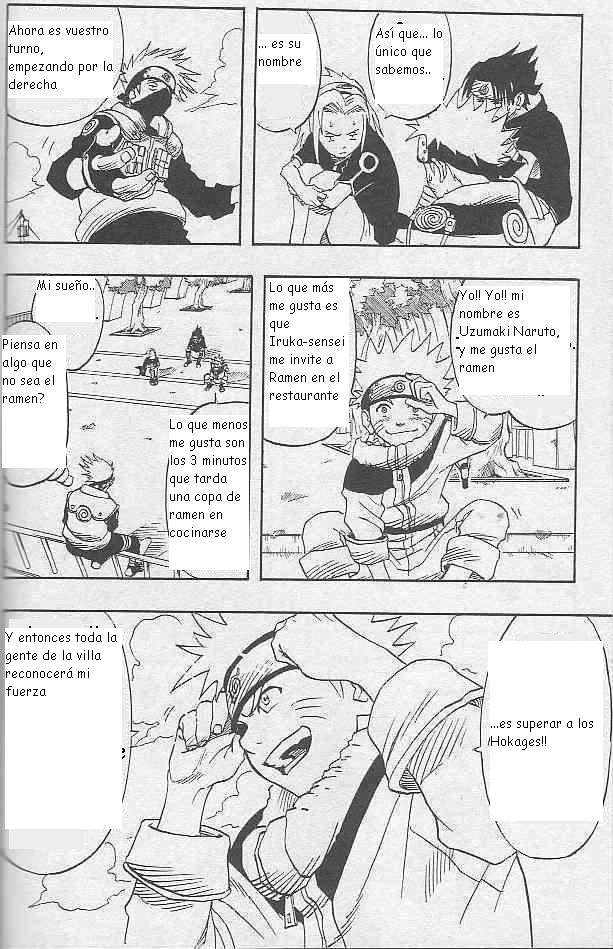 Así que... lo
único que
sabemos..
... es su
nombre
Ahora es vuestro
turno,
empezando por la
derecha
Yo!! Yo!! mi
nombre es
Uzumaki Naruto,
y me gusta el
ramen
Lo que más
me gusta es
que
Iruka-sensei
me invite a
Ramen en el
restaurante
Lo que menos
me gusta son
los 3 minutos
que tarda
una copa de
ramen en
cocinarse
Piensa en
algo que
no sea el
ramen?
Mi sueño..
...es superar a los
Hokages!!
Y entonces toda la
gente de la villa
reconocerá mi
fuerza